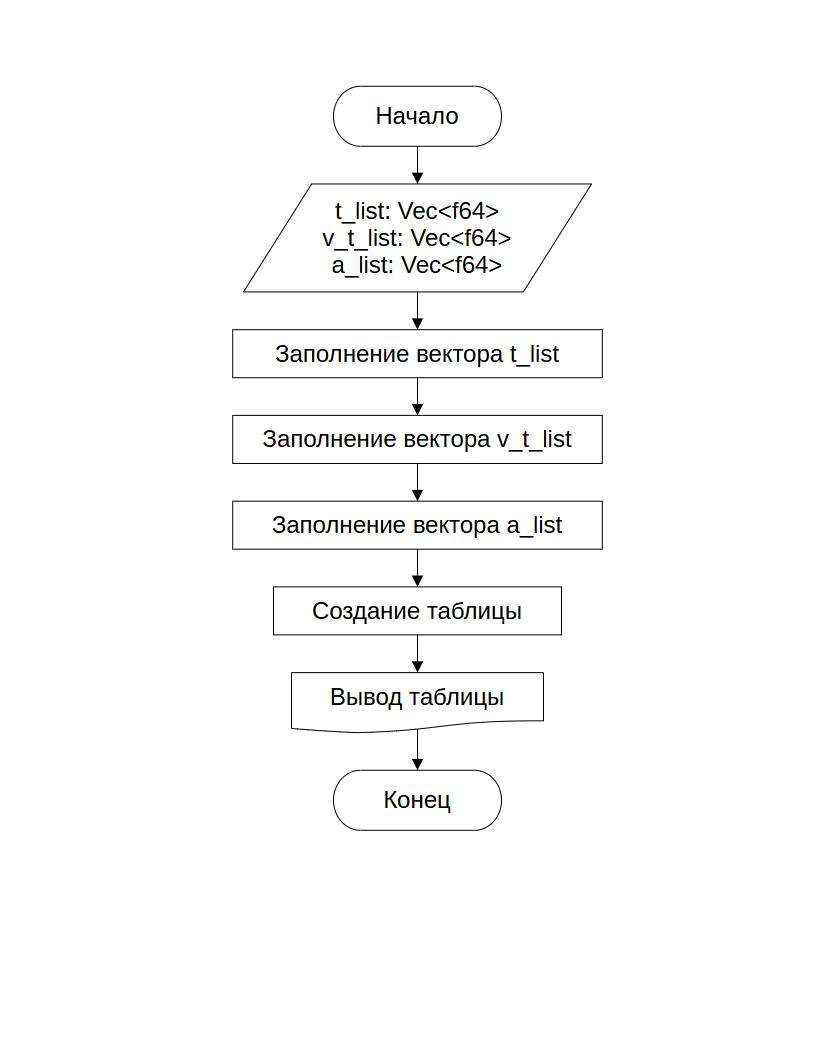 Начало
t_list: Vec<f64>
v_t_list: Vec<f64>
a_list: Vec<f64>
Заполнение вектора t_list
Заполнение вектора v_t_list
Заполнение вектора a_list
Создание таблицы
Вывод таблицы
Конец